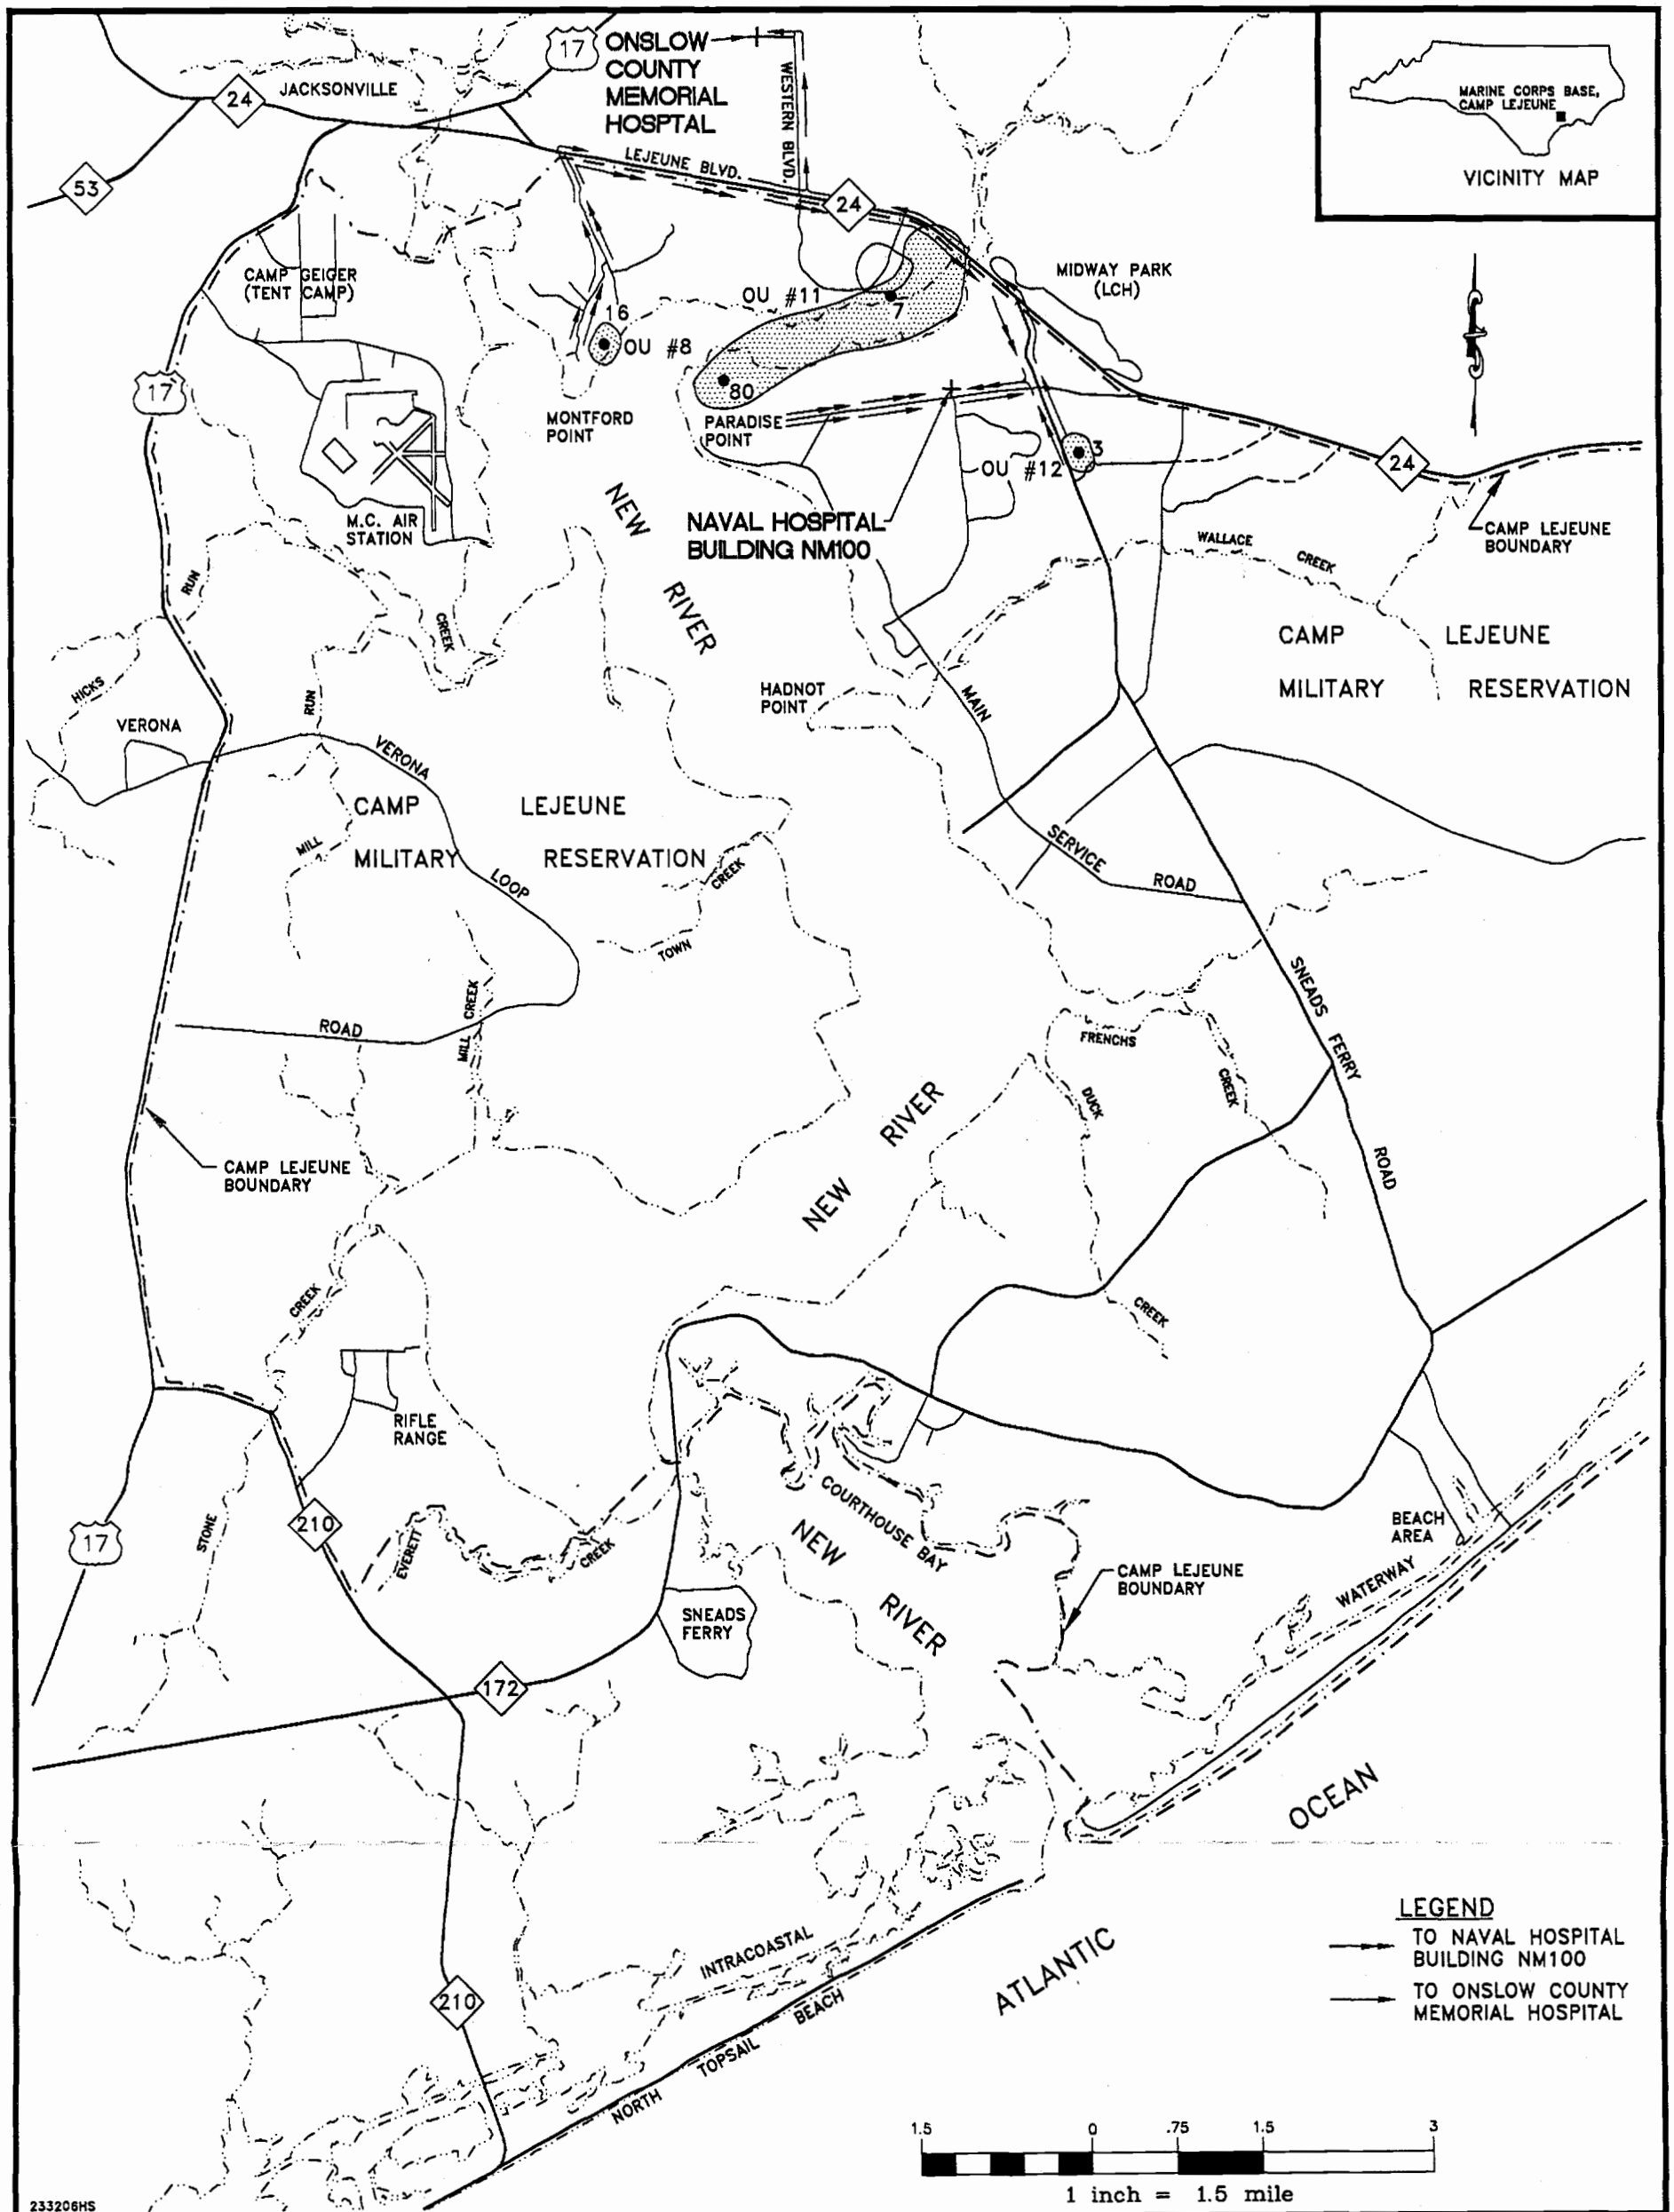 17
ONSLOW
COUNTY
MEMORIAL
HOSPTAL
WESTERN BLVD.
JACKSONVILLE
24
53
LEJEUNE BLVD.
24
MARINE CORPS BASE,
CAMP LEJEUNE
VICINITY MAP
CAMP GEIGER
(TENT CAMP)
MIDWAY PARK
(LCH)
OU #11
7
16
OU #8
80
17
MONTFORD
POINT
PARADISE
POINT
OU #12
3
24
M.C. AIR
STATION
NEW
RIVER
NAVAL HOSPITAL
BUILDING NM100
CAMP LEJEUNE
BOUNDARY
WALLACE
CREEK
RUN
CREEK
CAMP LEJEUNE
MILITARY RESERVATION
HICKS
RUN
VERONA
HADNOT
POINT
MAIN
VERONA
CAMP LEJEUNE
MILITARY RESERVATION
MILL
LOOP
CREEK
TOWN
SERVICE
ROAD
MILL CREEK
ROAD
SNEADS FERRY
ROAD
FRENCHS
CREEK
DUCK
CREEK
NEW RIVER
CAMP LEJEUNE
BOUNDARY
CREEK
RIFLE
RANGE
STONE
210
17
EVERETT
CREEK
COURTHOUSE BAY
NEW
RIVER
BEACH
AREA
CAMP LEJEUNE
BOUNDARY
WATERWAY
SNEADS
FERRY
172
OCEAN
ATLANTIC
INTRACOASTAL
210
NORTH TOPSAIL BEACH
LEGEND
TO NAVAL HOSPITAL
BUILDING NM100
TO ONSLOW COUNTY
MEMORIAL HOSPITAL
1.5 0 .75 1.5 3
1 inch = 1.5 mile
233206HS